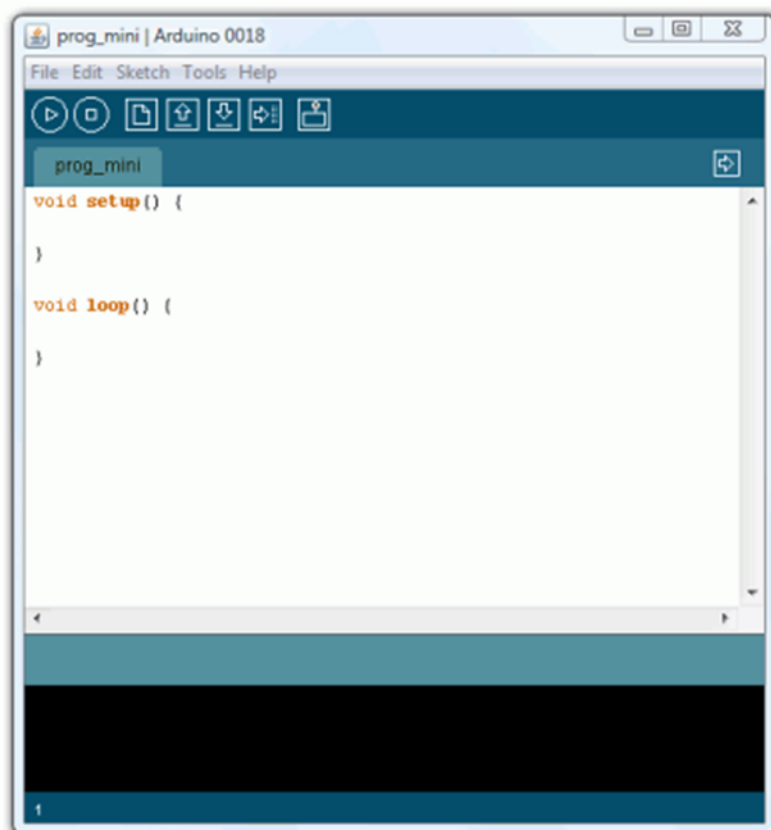 prog_mini | Arduino 0018
File Edit Sketch Tools Help
prog_mini
void setup() {
}
void loop() {
}
1